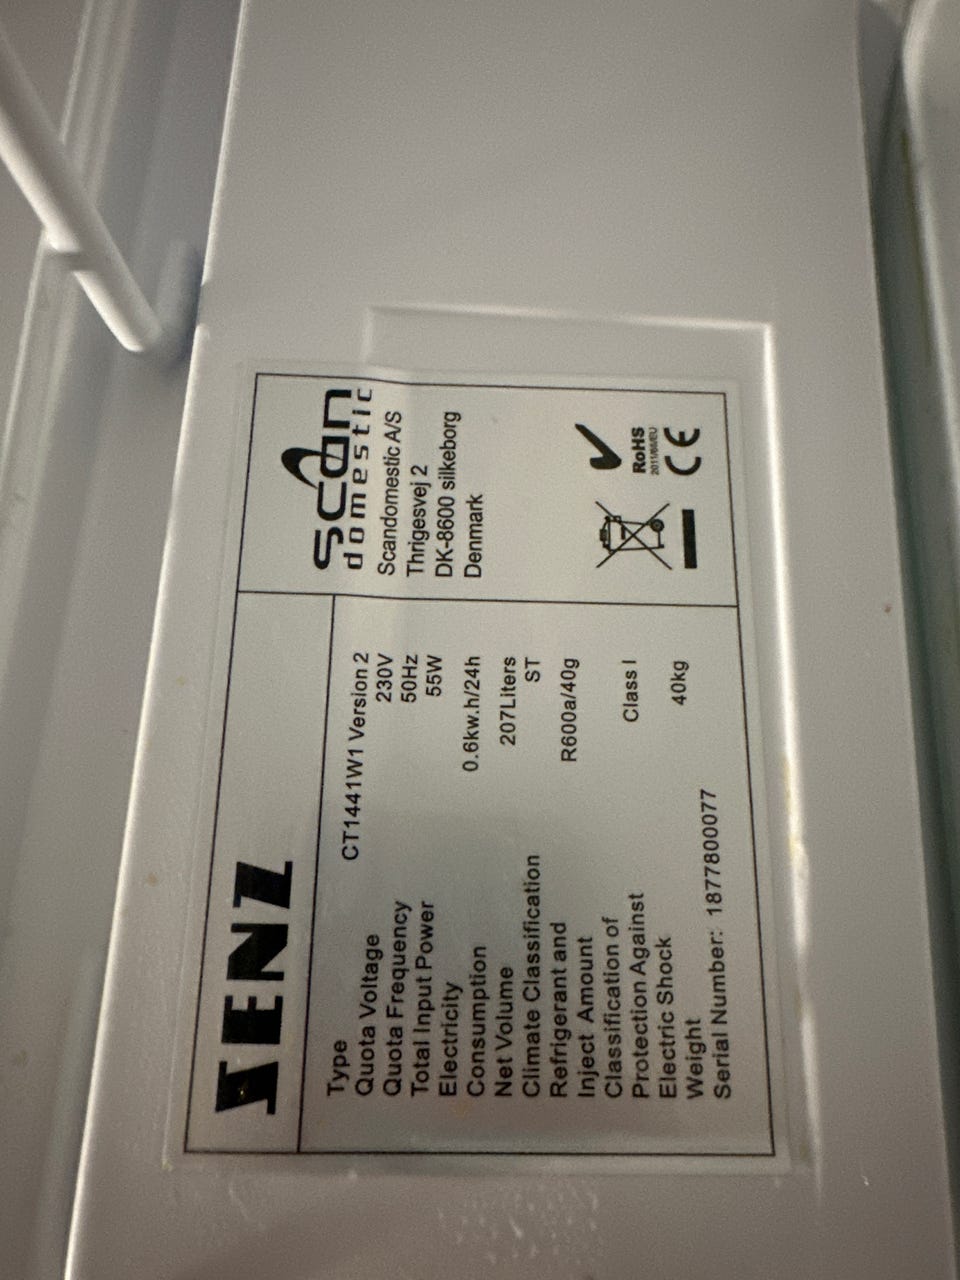 SENZ
Type CT1441W1 Version 2
Quota Voltage 230V
Quota Frequency 50Hz
Total Input Power 55W
Electricity
Consumption 0.6kw.h/24h
Net Volume 207Liters
Climate Classification ST
Refrigerant and
Inject Amount R600a/40g
Classification of
Protection Against Class I
Electric Shock
Weight 40kg
Serial Number: 1877800077
scan
domestic
Scandomestic A/S
Thrigesvej 2
DK-8600 silkeborg
Denmark
RoHS
CE